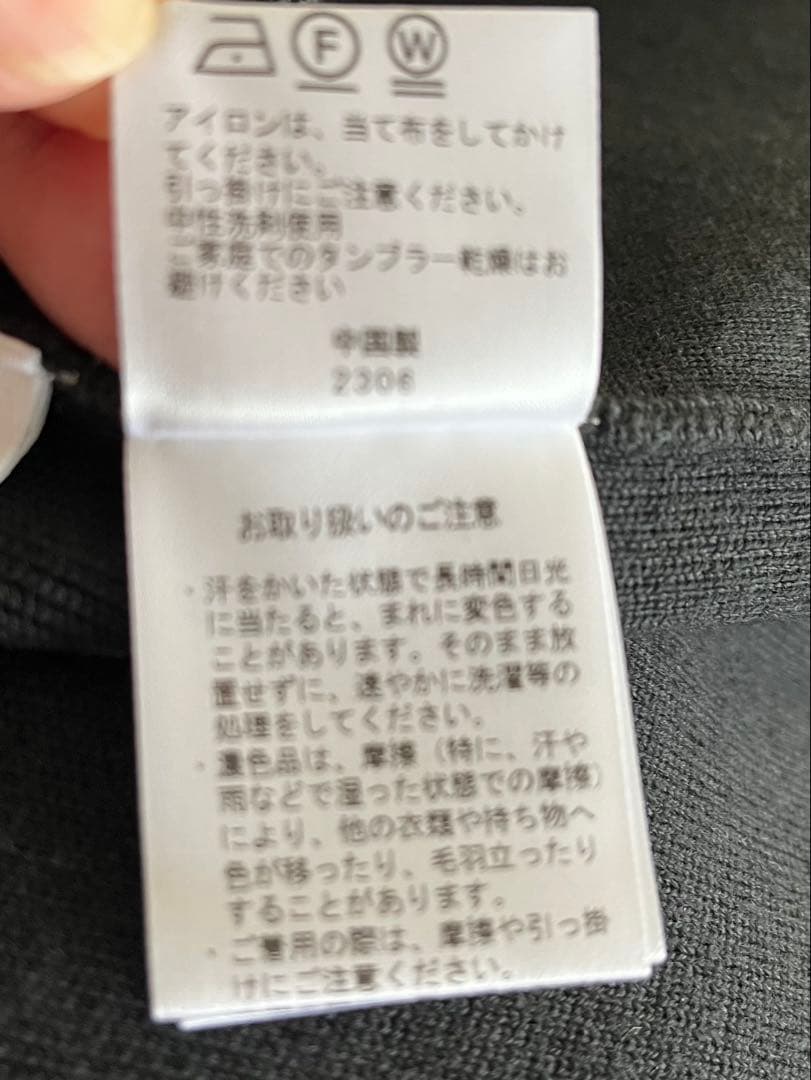 F W
アイロンは、当て布をしてかけ
てください。
引っ掛けにご注意ください。
中性洗剤使用
ご家庭でのタンブラー乾燥はお
避けください
中国製
2306
お取り扱いのご注意
・汗をかいた状態で長時間日光
に当たると、まれに変色する
ことがあります。そのまま放
置せずに、速やかに洗濯等の
処理をしてください。
・濃色品は、摩擦（特に、汗や
雨などで湿った状態での摩擦）
により、他の衣類や持ち物へ
色が移ったり、毛羽立ったり
することがあります。
・ご着用の際は、摩擦や引っ掛
けにご注意ください。